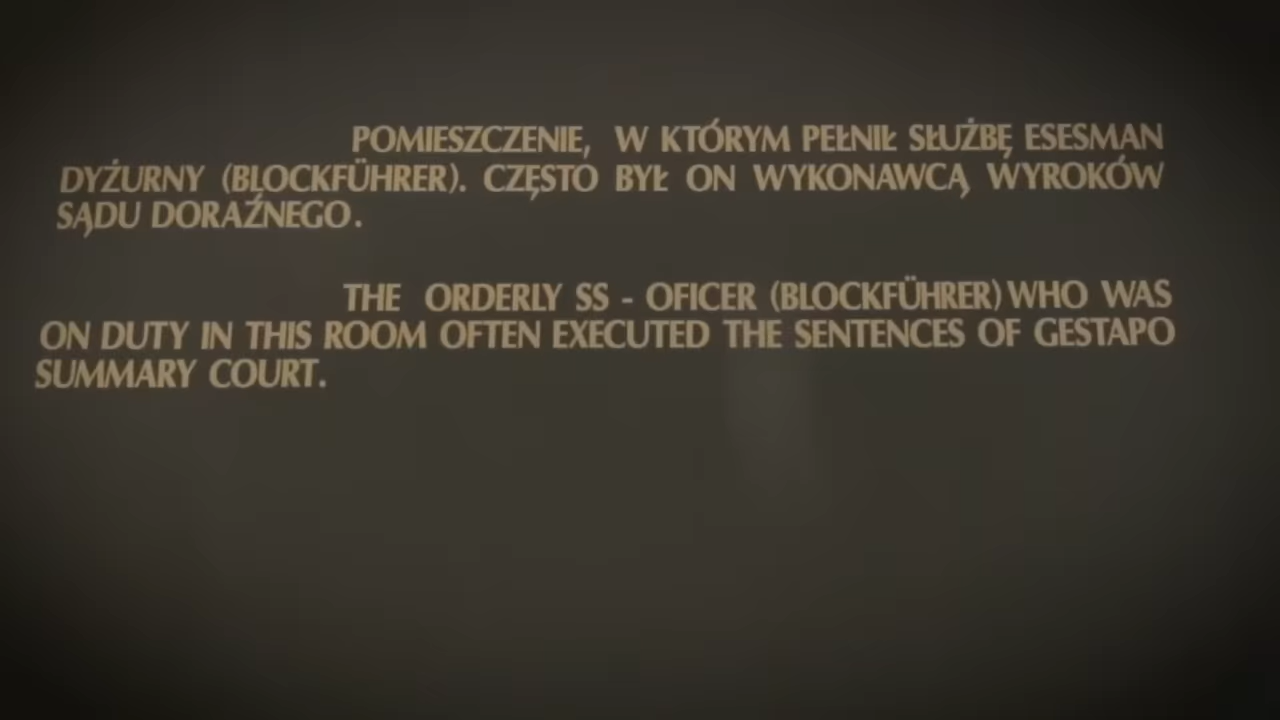 POMIESZCZENIE, W KTÓRYM PEŁNIŁ SŁUŻBĘ ESESMAN
DYŻURNY (BLOCKFÜHRER). CZĘSTO BYŁ ON WYKONAWCĄ WYROKÓW
SĄDU DORAŹNEGO.
THE ORDERLY SS - OFICER (BLOCKFÜHRER) WHO WAS
ON DUTY IN THIS ROOM OFTEN EXECUTED THE SENTENCES OF GESTAPO
SUMMARY COURT.